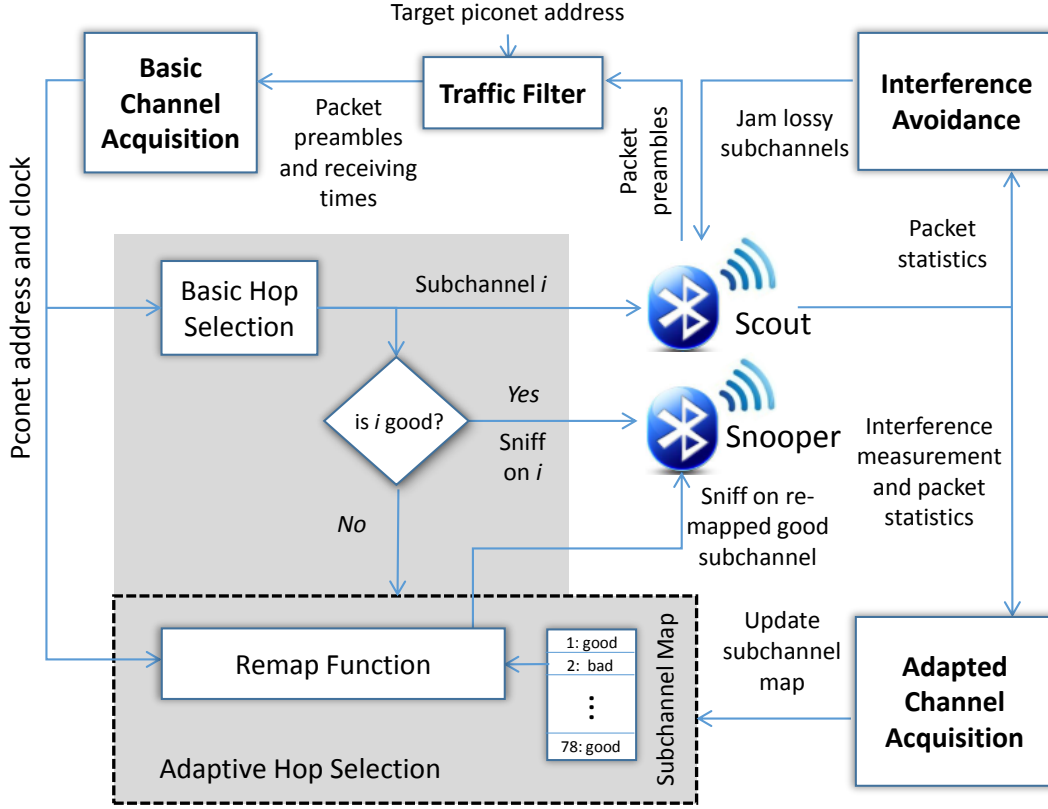 Target piconet address
Basic
Channel
Acquisition
Traffic Filter
Interference
Avoidance
Packet
preambles
and receiving
times
Packet
preambles
Jam lossy
subchannels
Pconet address and clock
Packet
statistics
Basic Hop
Selection
Subchannel i
Scout
is i good?
Yes
Sniff
on i
Snooper
Interference
measurement
and packet
statistics
No
Sniff on re-
mapped good
subchannel
Remap Function
1: good
2: bad
⋮
78: good
Subchannel Map
Update
subchannel
map
Adapted
Channel
Acquisition
Adaptive Hop Selection